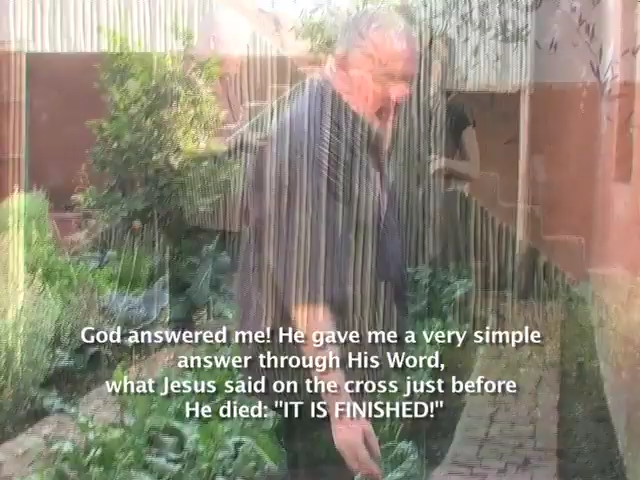 God answered me! He gave me a very simple
answer through His Word,
what Jesus said on the cross just before
He died: "IT IS FINISHED!"